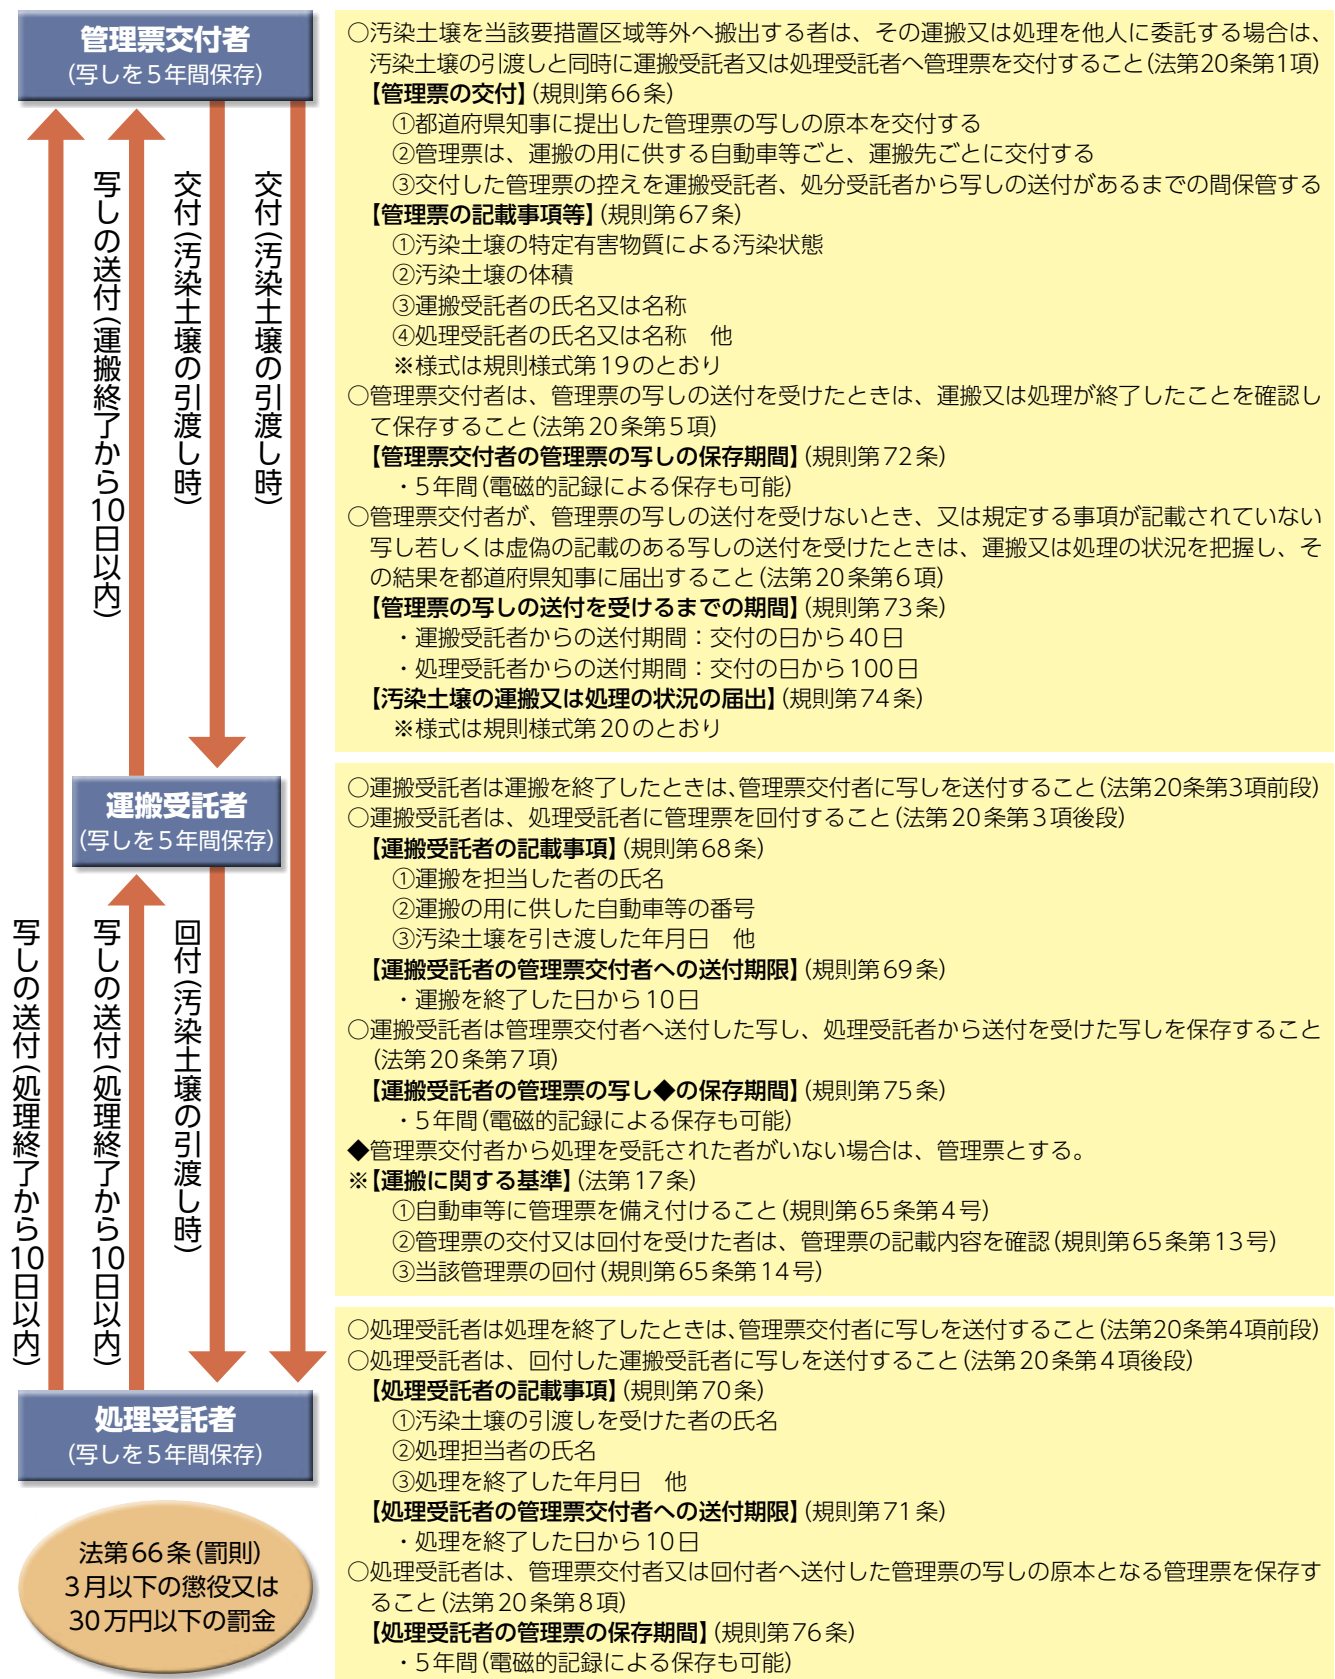 管理票交付者
(写しを5年間保存)
写しの送付(運搬終了から10日以内)
交付(汚染土壌の引渡し時)
交付(汚染土壌の引渡し時)
運搬受託者
(写しを5年間保存)
写しの送付(処理終了から10日以内)
写しの送付(処理終了から10日以内)
回付(汚染土壌の引渡し時)
処理受託者
(写しを5年間保存)
法第66条(罰則)
3月以下の懲役又は
30万円以下の罰金
○汚染土壌を当該要措置区域等外へ搬出する者は、その運搬又は処理を他人に委託する場合は、
汚染土壌の引渡しと同時に運搬受託者又は処理受託者へ管理票を交付すること(法第20条第1項)
【管理票の交付】(規則第66条)
①都道府県知事に提出した管理票の写しの原本を交付する
②管理票は、運搬の用に供する自動車等ごと、運搬先ごとに交付する
③交付した管理票の控えを運搬受託者、処分受託者から写しの送付があるまでの間保管する
【管理票の記載事項等】(規則第67条)
①汚染土壌の特定有害物質による汚染状態
②汚染土壌の体積
③運搬受託者の氏名又は名称
④処理受託者の氏名又は名称　他
※様式は規則様式第19のとおり
○管理票交付者は、管理票の写しの送付を受けたときは、運搬又は処理が終了したことを確認し
て保存すること(法第20条第5項)
【管理票交付者の管理票の写しの保存期間】(規則第72条)
・5年間(電磁的記録による保存も可能)
○管理票交付者が、管理票の写しの送付を受けないとき、又は規定する事項が記載されていない
写し若しくは虚偽の記載のある写しの送付を受けたときは、運搬又は処理の状況を把握し、そ
の結果を都道府県知事に届出すること(法第20条第6項)
【管理票の写しの送付を受けるまでの期間】(規則第73条)
・運搬受託者からの送付期間：交付の日から40日
・処理受託者からの送付期間：交付の日から100日
【汚染土壌の運搬又は処理の状況の届出】(規則第74条)
※様式は規則様式第20のとおり
○運搬受託者は運搬を終了したときは、管理票交付者に写しを送付すること(法第20条第3項前段)
○運搬受託者は、処理受託者に管理票を回付すること(法第20条第3項後段)
【運搬受託者の記載事項】(規則第68条)
①運搬を担当した者の氏名
②運搬の用に供した自動車等の番号
③汚染土壌を引き渡した年月日　他
【運搬受託者の管理票交付者への送付期限】(規則第69条)
・運搬を終了した日から10日
○運搬受託者は管理票交付者へ送付した写し、処理受託者から送付を受けた写しを保存すること
(法第20条第7項)
【運搬受託者の管理票の写し◆の保存期間】(規則第75条)
・5年間(電磁的記録による保存も可能)
◆管理票交付者から処理を受託された者がいない場合は、管理票とする。
※【運搬に関する基準】(法第17条)
①自動車等に管理票を備え付けること(規則第65条第4号)
②管理票の交付又は回付を受けた者は、管理票の記載内容を確認(規則第65条第13号)
③当該管理票の回付(規則第65条第14号)
○処理受託者は処理を終了したときは、管理票交付者に写しを送付すること(法第20条第4項前段)
○処理受託者は、回付した運搬受託者に写しを送付すること(法第20条第4項後段)
【処理受託者の記載事項】(規則第70条)
①汚染土壌の引渡しを受けた者の氏名
②処理担当者の氏名
③処理を終了した年月日　他
【処理受託者の管理票交付者への送付期限】(規則第71条)
・処理を終了した日から10日
○処理受託者は、管理票交付者又は回付者へ送付した管理票の写しの原本となる管理票を保存す
ること(法第20条第8項)
【処理受託者の管理票の保存期間】(規則第76条)
・5年間(電磁的記録による保存も可能)